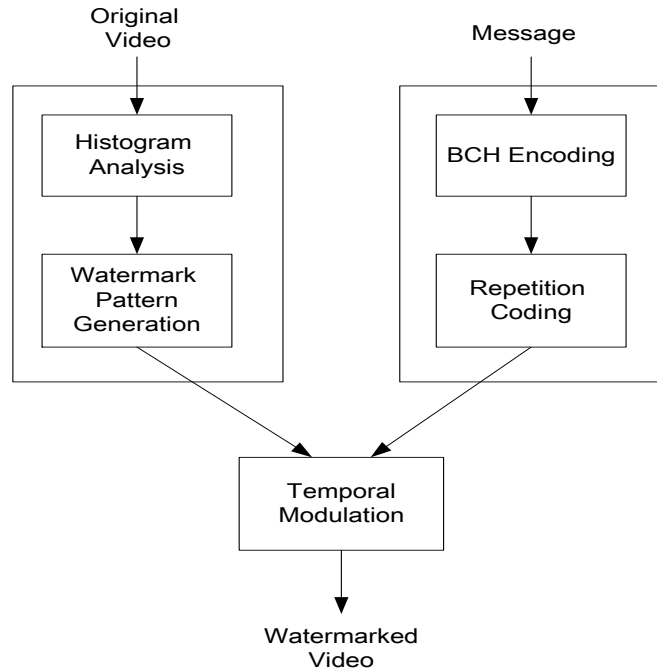 Original
Video
Message
Histogram
Analysis
BCH Encoding
Watermark
Pattern
Generation
Repetition
Coding
Temporal
Modulation
Watermarked
Video